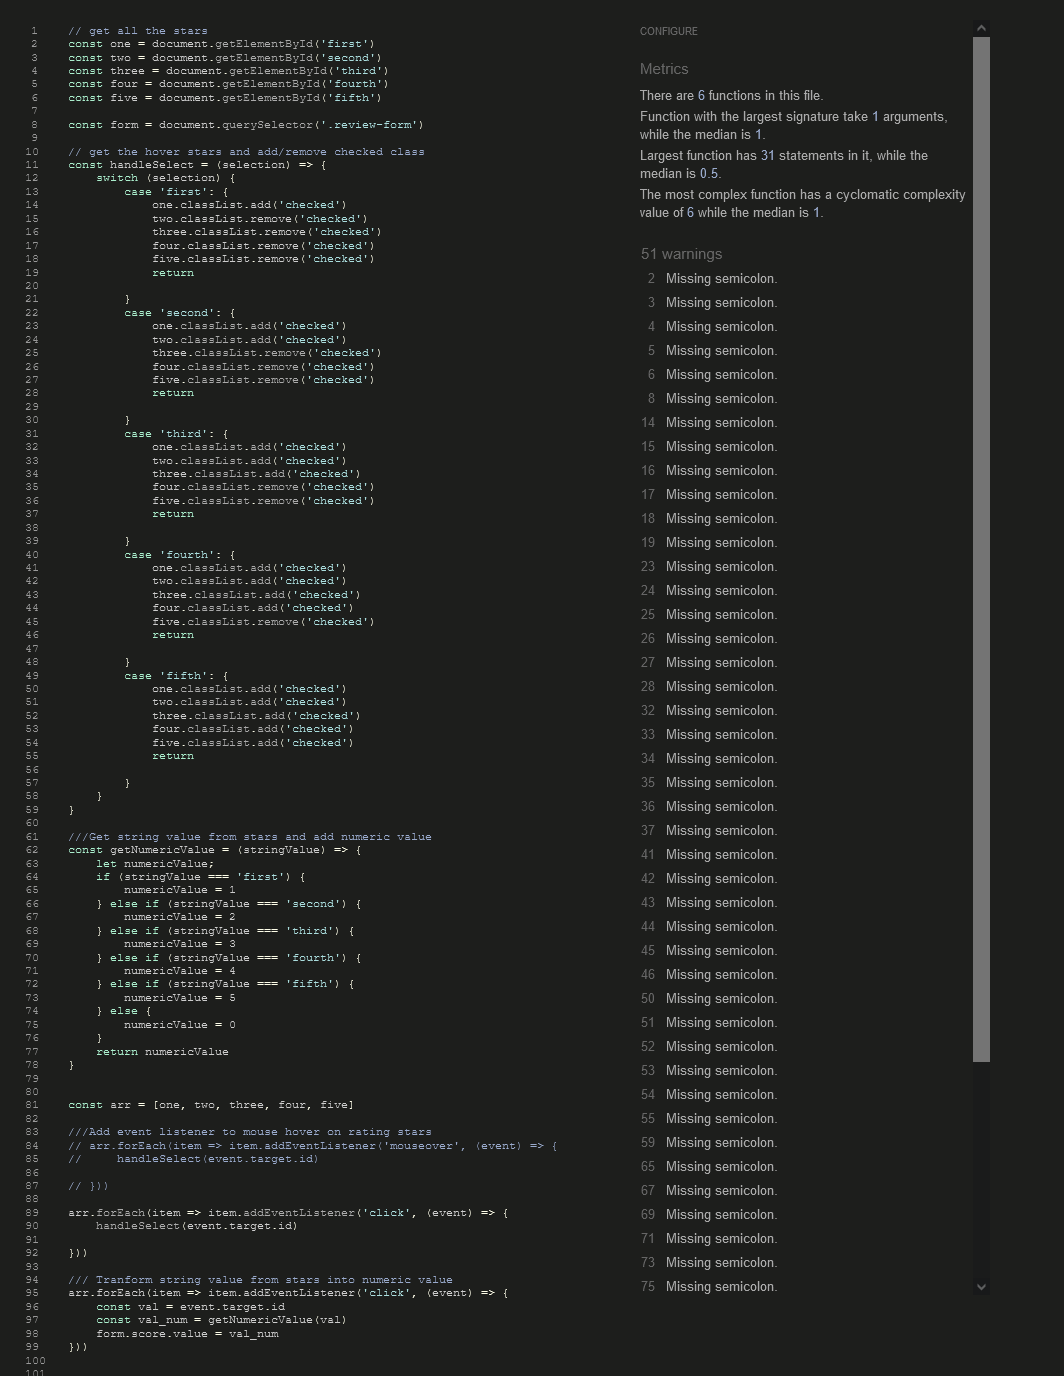 1 // get all the stars
2 const one = document.getElementById('first')
3 const two = document.getElementById('second')
4 const three = document.getElementById('third')
5 const four = document.getElementById('fourth')
6 const five = document.getElementById('fifth')
7
8 const form = document.querySelector('.review-form')
9
10 // get the hover stars and add/remove checked class
11 const handleSelect = (selection) => {
12 switch (selection) {
13 case 'first': {
14 one.classList.add('checked')
15 two.classList.remove('checked')
16 three.classList.remove('checked')
17 four.classList.remove('checked')
18 five.classList.remove('checked')
19 return
20
21 }
22 case 'second': {
23 one.classList.add('checked')
24 two.classList.add('checked')
25 three.classList.remove('checked')
26 four.classList.remove('checked')
27 five.classList.remove('checked')
28 return
29
30 }
31 case 'third': {
32 one.classList.add('checked')
33 two.classList.add('checked')
34 three.classList.add('checked')
35 four.classList.remove('checked')
36 five.classList.remove('checked')
37 return
38
39 }
40 case 'fourth': {
41 one.classList.add('checked')
42 two.classList.add('checked')
43 three.classList.add('checked')
44 four.classList.add('checked')
45 five.classList.remove('checked')
46 return
47
48 }
49 case 'fifth': {
50 one.classList.add('checked')
51 two.classList.add('checked')
52 three.classList.add('checked')
53 four.classList.add('checked')
54 five.classList.add('checked')
55 return
56
57 }
58 }
59 }
60
61 ///Get string value from stars and add numeric value
62 const getNumericValue = (stringValue) => {
63 let numericValue;
64 if (stringValue === 'first') {
65 numericValue = 1
66 } else if (stringValue === 'second') {
67 numericValue = 2
68 } else if (stringValue === 'third') {
69 numericValue = 3
70 } else if (stringValue === 'fourth') {
71 numericValue = 4
72 } else if (stringValue === 'fifth') {
73 numericValue = 5
74 } else {
75 numericValue = 0
76 }
77 return numericValue
78 }
79
80
81 const arr = [one, two, three, four, five]
82
83 ///Add event listener to mouse hover on rating stars
84 // arr.forEach(item => item.addEventListener('mouseover', (event) => {
85 // handleSelect(event.target.id)
86
87 // }))
88
89 arr.forEach(item => item.addEventListener('click', (event) => {
90 handleSelect(event.target.id)
91
92 }))
93
94 /// Tranform string value from stars into numeric value
95 arr.forEach(item => item.addEventListener('click', (event) => {
96 const val = event.target.id
97 const val_num = getNumericValue(val)
98 form.score.value = val_num
99 }))
100
101
CONFIGURE
Metrics
There are 6 functions in this file.
Function with the largest signature take 1 arguments,
while the median is 1.
Largest function has 31 statements in it, while the
median is 0.5.
The most complex function has a cyclomatic complexity
value of 6 while the median is 1.
51 warnings
2 Missing semicolon.
3 Missing semicolon.
4 Missing semicolon.
5 Missing semicolon.
6 Missing semicolon.
8 Missing semicolon.
14 Missing semicolon.
15 Missing semicolon.
16 Missing semicolon.
17 Missing semicolon.
18 Missing semicolon.
19 Missing semicolon.
23 Missing semicolon.
24 Missing semicolon.
25 Missing semicolon.
26 Missing semicolon.
27 Missing semicolon.
28 Missing semicolon.
32 Missing semicolon.
33 Missing semicolon.
34 Missing semicolon.
35 Missing semicolon.
36 Missing semicolon.
37 Missing semicolon.
41 Missing semicolon.
42 Missing semicolon.
43 Missing semicolon.
44 Missing semicolon.
45 Missing semicolon.
46 Missing semicolon.
50 Missing semicolon.
51 Missing semicolon.
52 Missing semicolon.
53 Missing semicolon.
54 Missing semicolon.
55 Missing semicolon.
59 Missing semicolon.
65 Missing semicolon.
67 Missing semicolon.
69 Missing semicolon.
71 Missing semicolon.
73 Missing semicolon.
75 Missing semicolon.